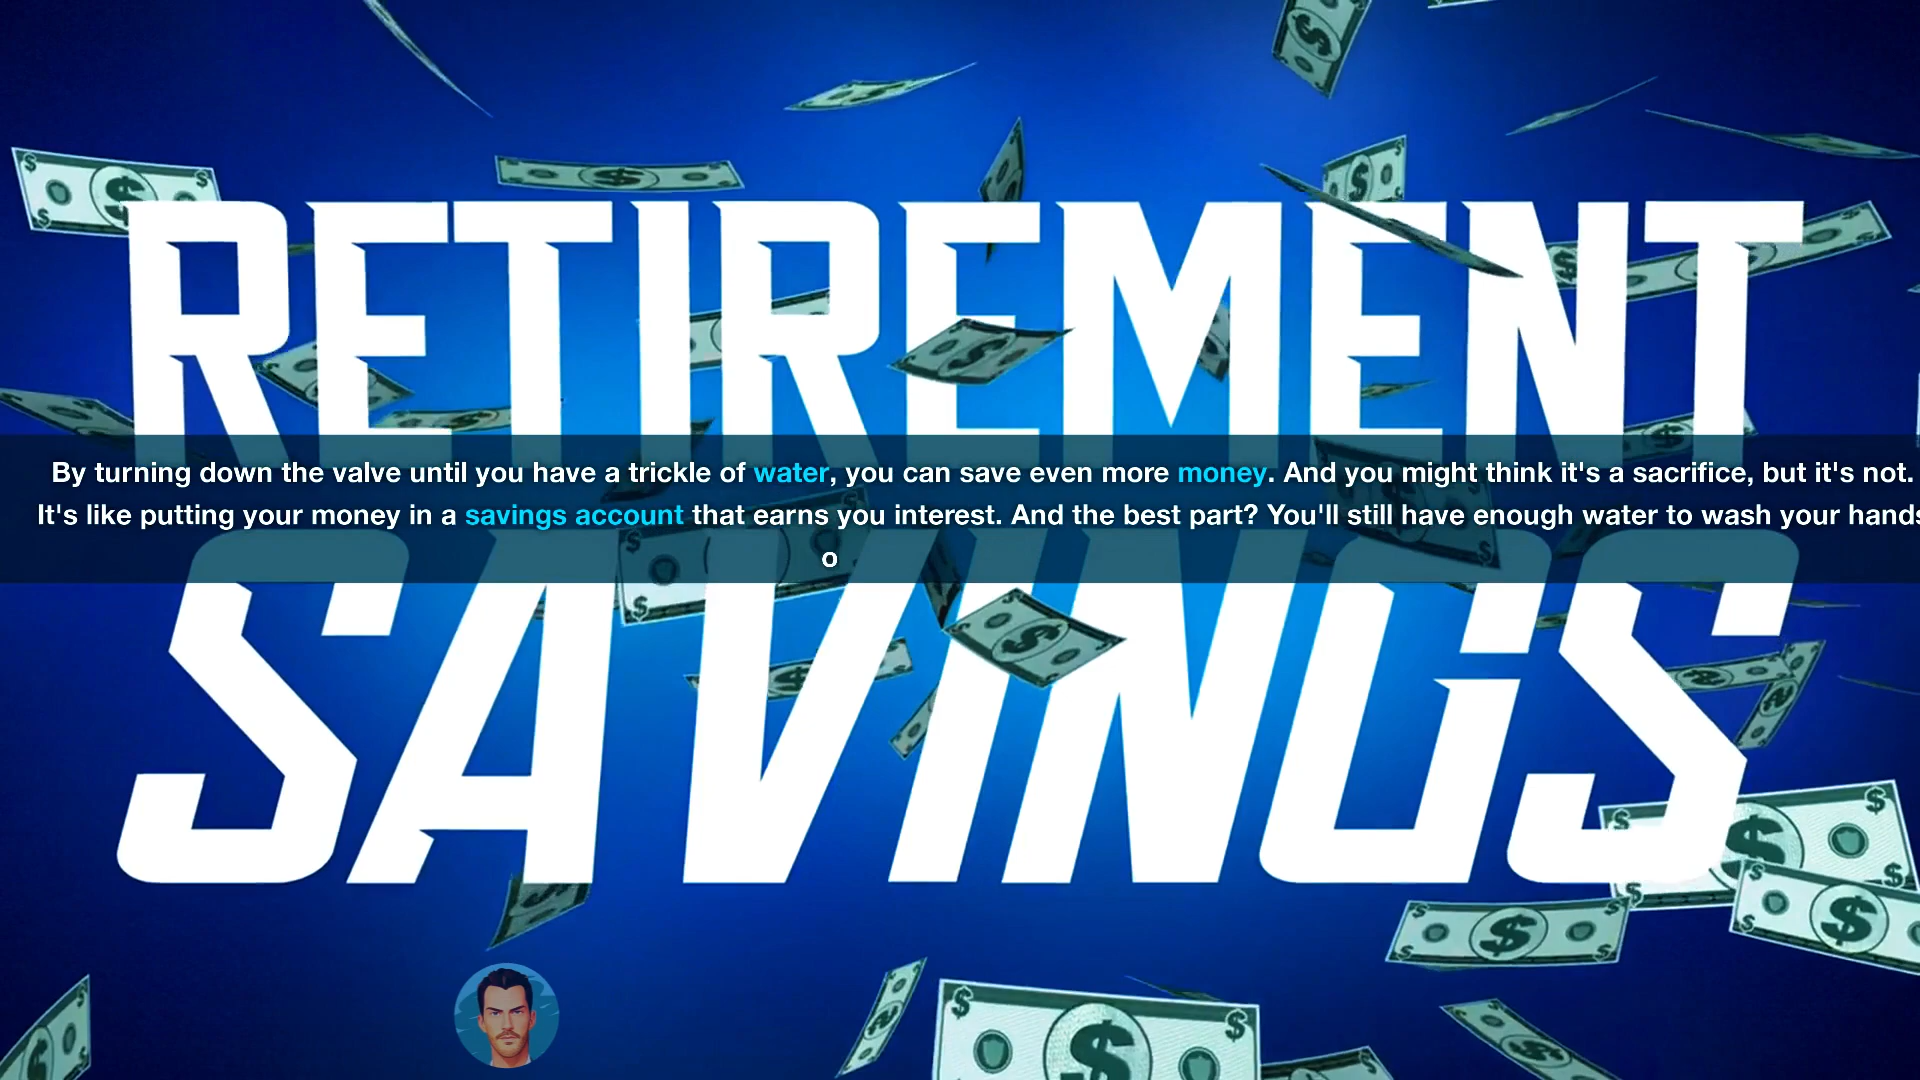 RETIREMENT
By turning down the valve until you have a trickle of water, you can save even more money. And you might think it's a sacrifice, but it's not.
It's like putting your money in a savings account that earns you interest. And the best part? You'll still have enough water to wash your hands
o
SAVINGS